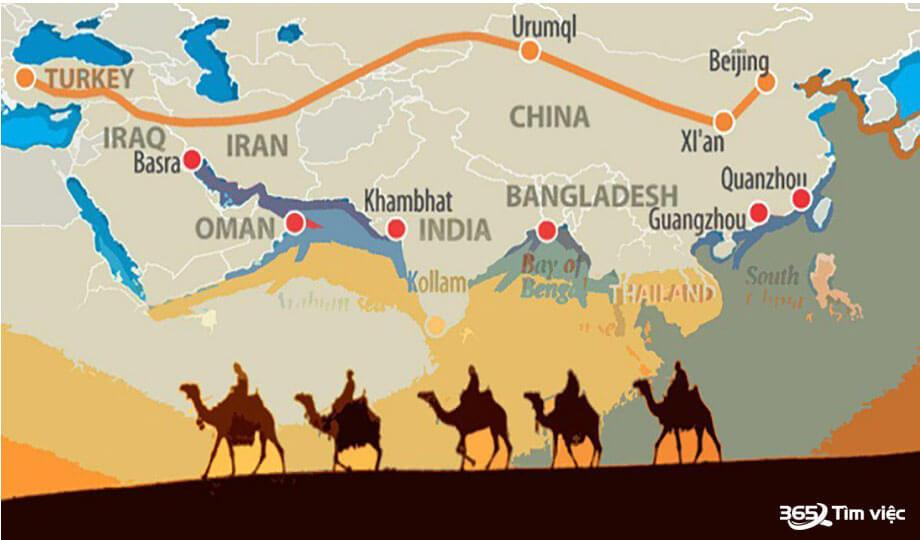 Urumql
Beijing
TURKEY
IRAQ
IRAN
CHINA
Basra
XI'an
Khambhat
BANGLADESH
Quanzhou
OMAN
INDIA
Guangzhou
Kollam
Bay of
Bengal
THAILAND
South
365 Tìm việc